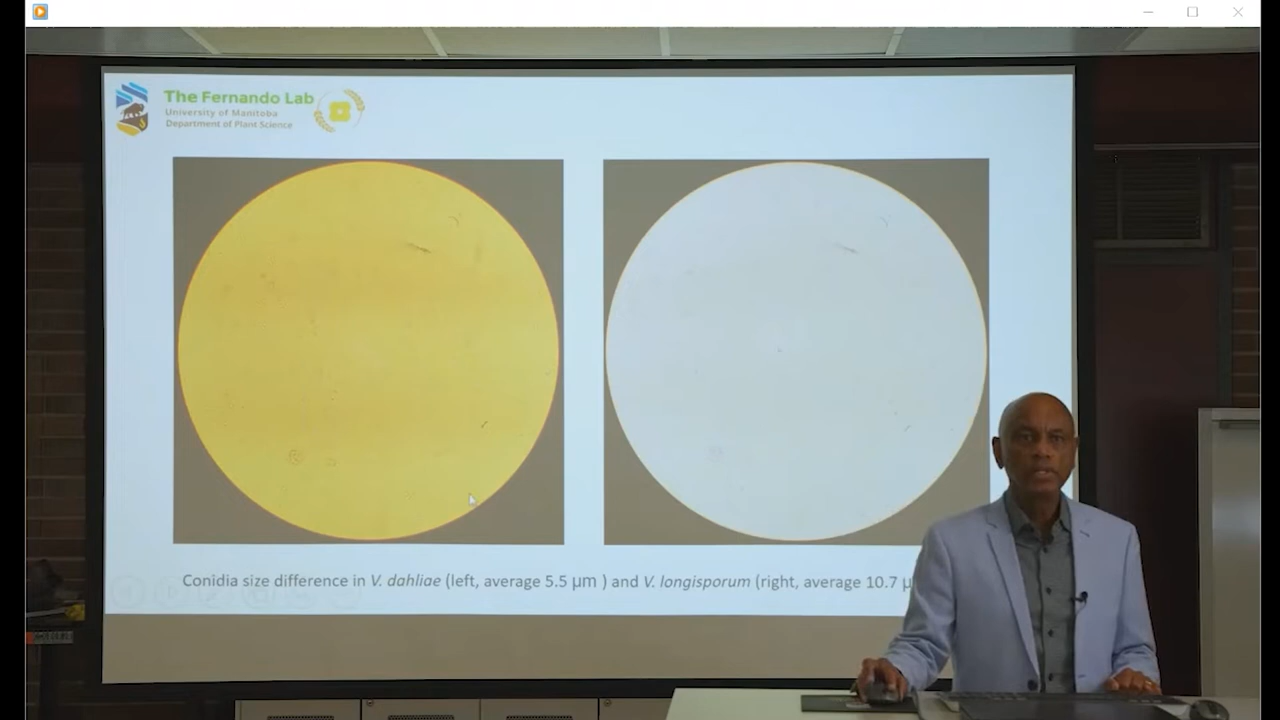 The Fernando Lab
University of Manitoba
Department of Plant Science
Conidia size difference in V. dahliae (left, average 5.5 µm ) and V. longisporum (right, average 10.7 µ